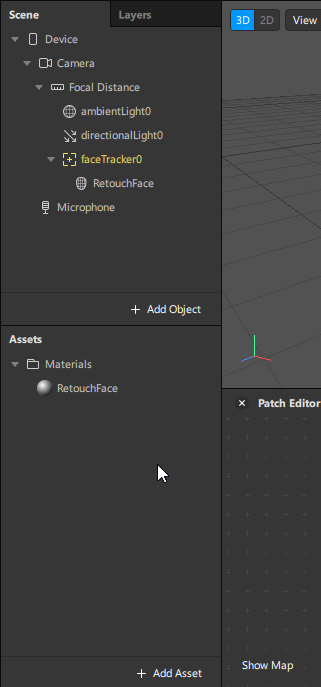 Scene
Layers
3D
2D
View
Device
Camera
Focal Distance
ambientLight0
directionalLight0
faceTracker0
RetouchFace
Microphone
+ Add Object
Assets
Materials
RetouchFace
Patch Editor
Show Map
+ Add Asset